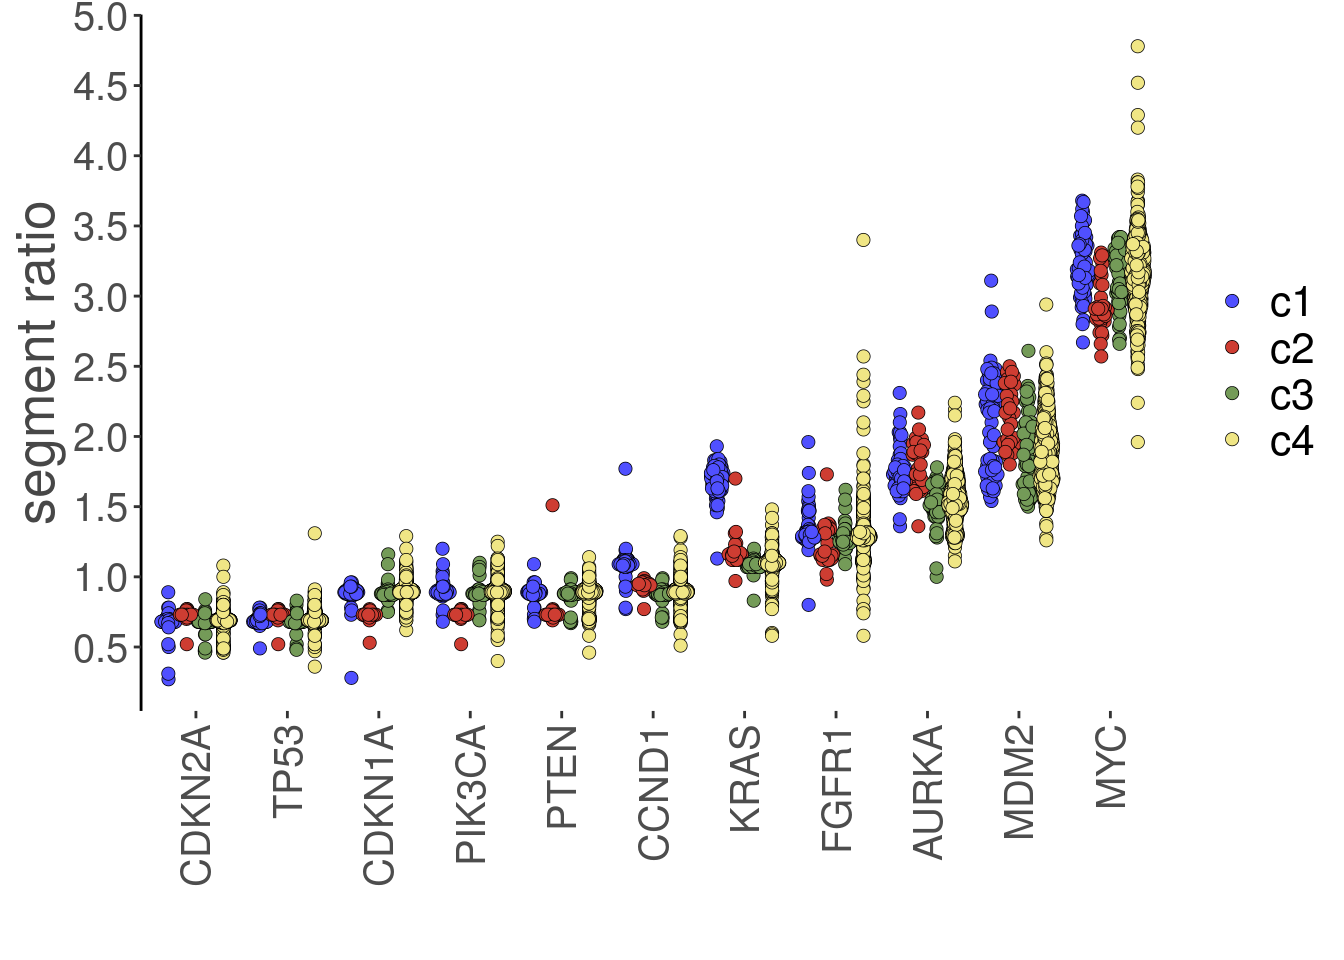 segment ratio
5.0
4.5
4.0
3.5
3.0
2.5
2.0
1.5
1.0
0.5
CDKN2A
TP53
CDKN1A
PIK3CA
PTEN
CCND1
KRAS
FGFR1
AURKA
MDM2
MYC
c1
c2
c3
c4